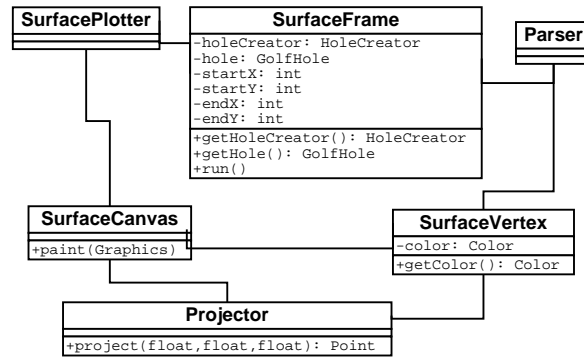 SurfacePlotter
SurfaceFrame
-holeCreator: HoleCreator
-hole: GolfHole
-startX: int
-startY: int
-endX: int
-endY: int
+getHoleCreator(): HoleCreator
+getHole(): GolfHole
+run()
Parser
SurfaceCanvas
+paint(Graphics)
SurfaceVertex
-color: Color
+getColor(): Color
Projector
+project(float,float,float): Point